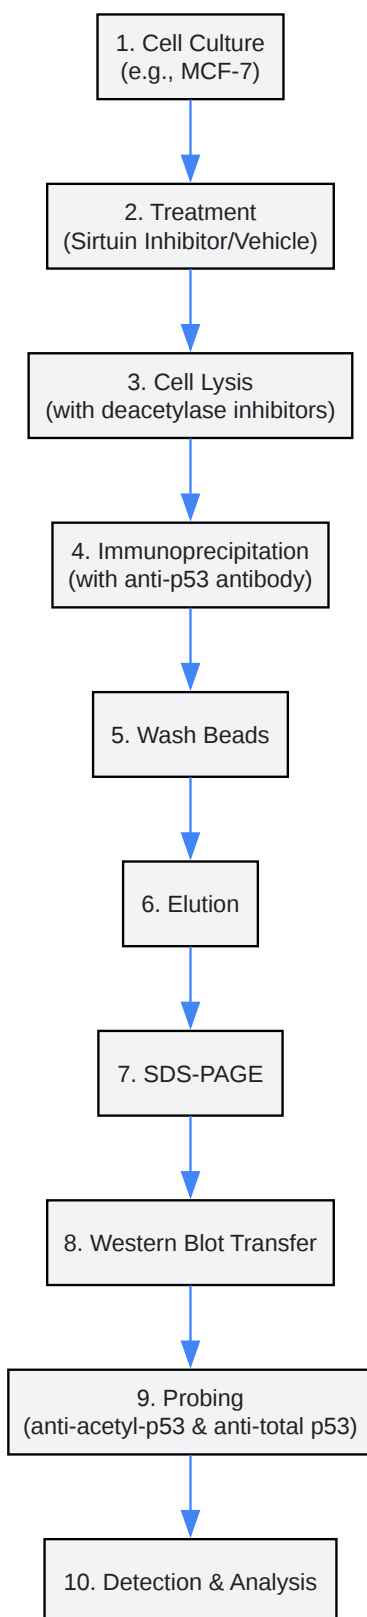 1. Cell Culture
(e.g., MCF-7)
2. Treatment
(Sirtuin Inhibitor/Vehicle)
3. Cell Lysis
(with deacetylase inhibitors)
4. Immunoprecipitation
(with anti-p53 antibody)
5. Wash Beads
6. Elution
7. SDS-PAGE
8. Western Blot Transfer
9. Probing
(anti-acetyl-p53 & anti-total p53)
10. Detection & Analysis